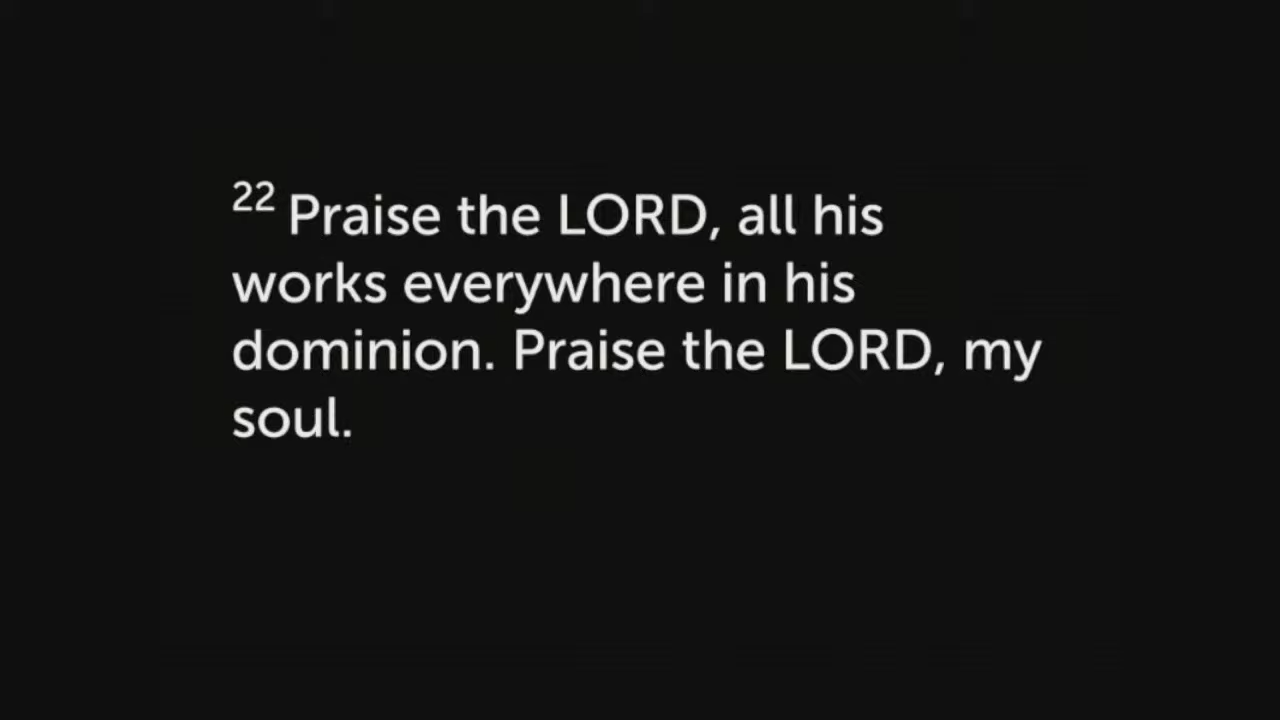 22 Praise the LORD, all his
works everywhere in his
dominion. Praise the LORD, my
soul.